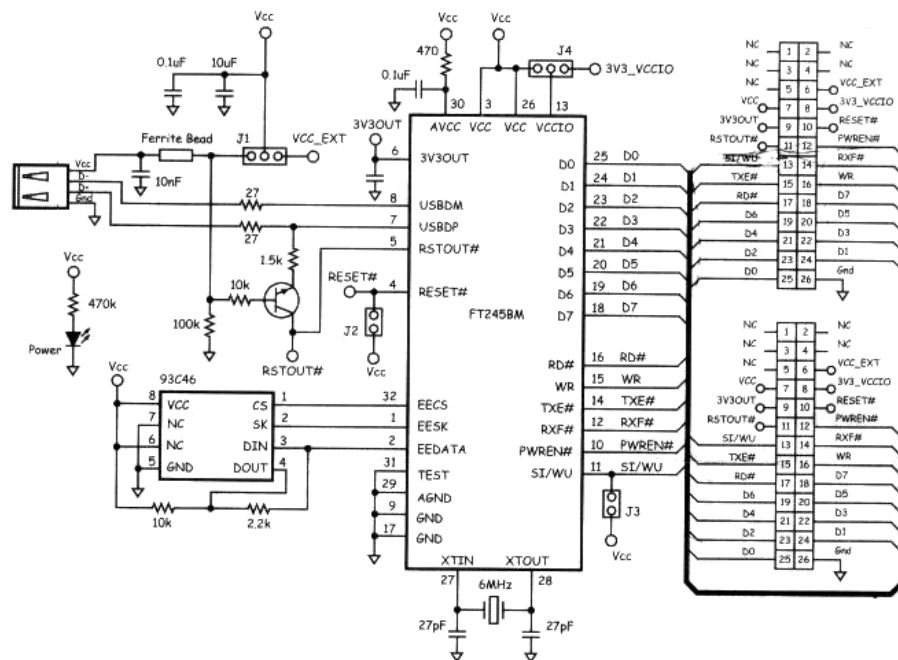 Vcc
0.1uF
10uF
Ferrite Bead
J1
VCC_EXT
Vcc
D-
D+
Gnd
10nF
27
27
1.5k
10k
100k
RSTOUT#
Vcc
470k
Power
Vcc
93C46
8 VCC CS 1
7 NC SK 2
6 NC DIN 3
5 GND DOUT 4
10k
2.2k
470
Vcc
J4
3V3_VCCIO
0.1uF
30
3
26
13
AVCC
VCC
VCC
VCCIO
3V3OUT
6 3V3OUT
8 USBDM
7 USBDP
5 RSTOUT#
RESET#
4 RESET#
J2
Vcc
FT245BM
32 EECS
1 EESK
2 EEDATA
31 TEST
29 AGND
9 GND
17 GND
XTIN
XTOUT
27
28
6MHz
27pF
27pF
D0 25 D0
D1 24 D1
D2 23 D2
D3 22 D3
D4 21 D4
D5 20 D5
D6 19 D6
D7 18 D7
RD# 16 RD#
WR 15 WR
TXE# 14 TXE#
RXF# 12 RXF#
PWREN# 10 PWREN#
SI/WU 11 SI/WU
J3
Vcc
NC 1 2 NC
NC 3 4 NC
NC 5 6 VCC_EXT
VCC 7 8 3V3_VCCIO
3V3OUT 9 10 RESET#
RSTOUT# 11 12 PWREN#
SI/WU 13 14 RXF#
TXE# 15 16 WR
RD# 17 18 D7
D6 19 20 D5
D4 21 22 D3
D2 23 24 D1
D0 25 26 Gnd
NC 1 2 NC
NC 3 4 NC
NC 5 6 VCC_EXT
VCC 7 8 3V3_VCCIO
3V3OUT 9 10 RESET#
RSTOUT# 11 12 PWREN#
SI/WU 13 14 RXF#
TXE# 15 16 WR
RD# 17 18 D7
D6 19 20 D5
D4 21 22 D3
D2 23 24 D1
D0 25 26 Gnd